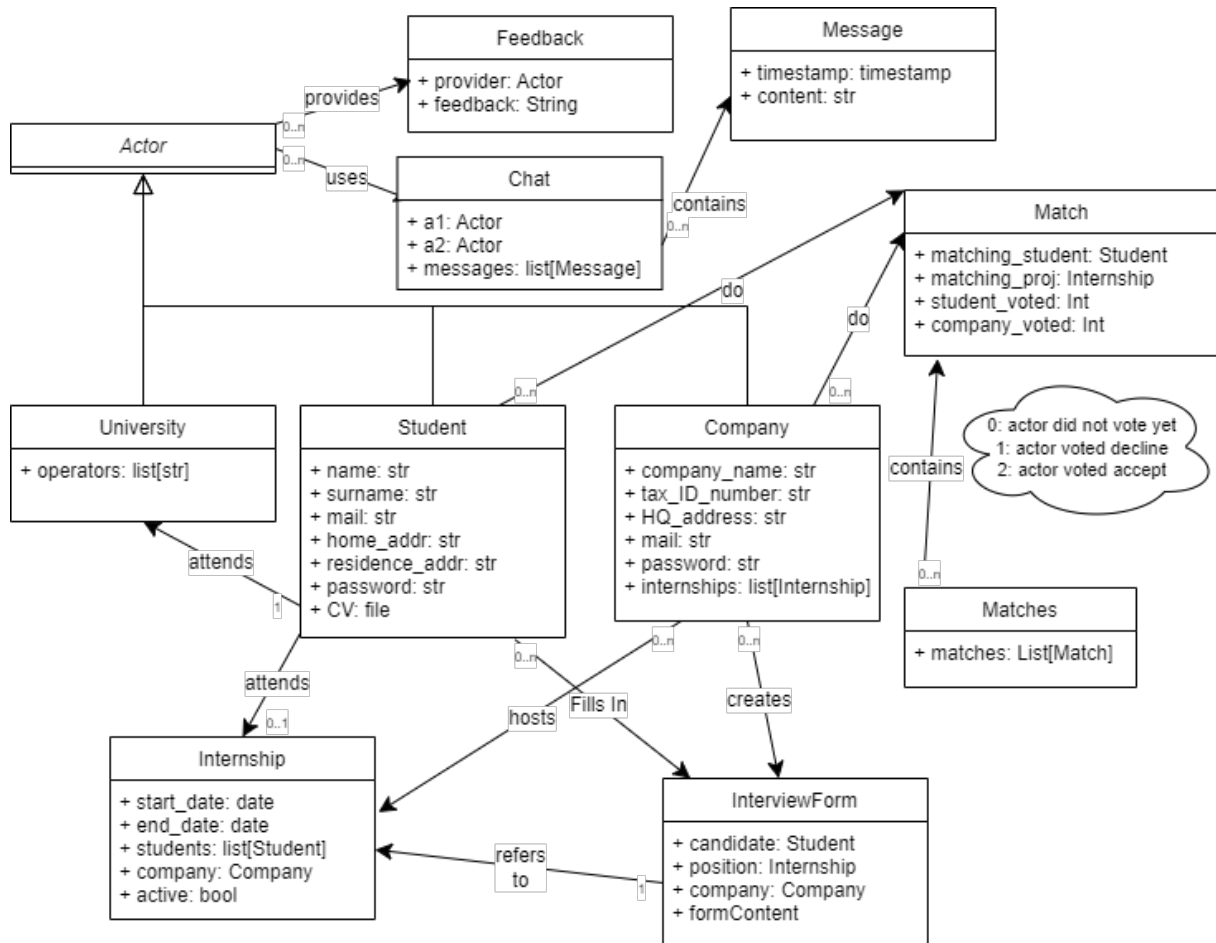 Feedback
+ provider: Actor
+ feedback: String
Message
+ timestamp: timestamp
+ content: str
provides
0..n
Actor
0..n
uses
Chat
+ a1: Actor
+ a2: Actor
+ messages: list[Message]
contains
0..n
Match
+ matching_student: Student
+ matching_proj: Internship
+ student_voted: Int
+ company_voted: Int
do
do
0..n
0..n
University
+ operators: list[str]
Student
+ name: str
+ surname: str
+ mail: str
+ home_addr: str
+ residence_addr: str
+ password: str
+ CV: file
Company
+ company_name: str
+ tax_ID_number: str
+ HQ_address: str
+ mail: str
+ password: str
+ internships: list[Internship]
0: actor did not vote yet
1: actor voted decline
2: actor voted accept
contains
0..n
Matches
+ matches: List[Match]
attends
1
attends
0..1
0..n
0..n
0..n
hosts
Fills In
creates
Internship
+ start_date: date
+ end_date: date
+ students: list[Student]
+ company: Company
+ active: bool
refers
to
1
InterviewForm
+ candidate: Student
+ position: Internship
+ company: Company
+ formContent